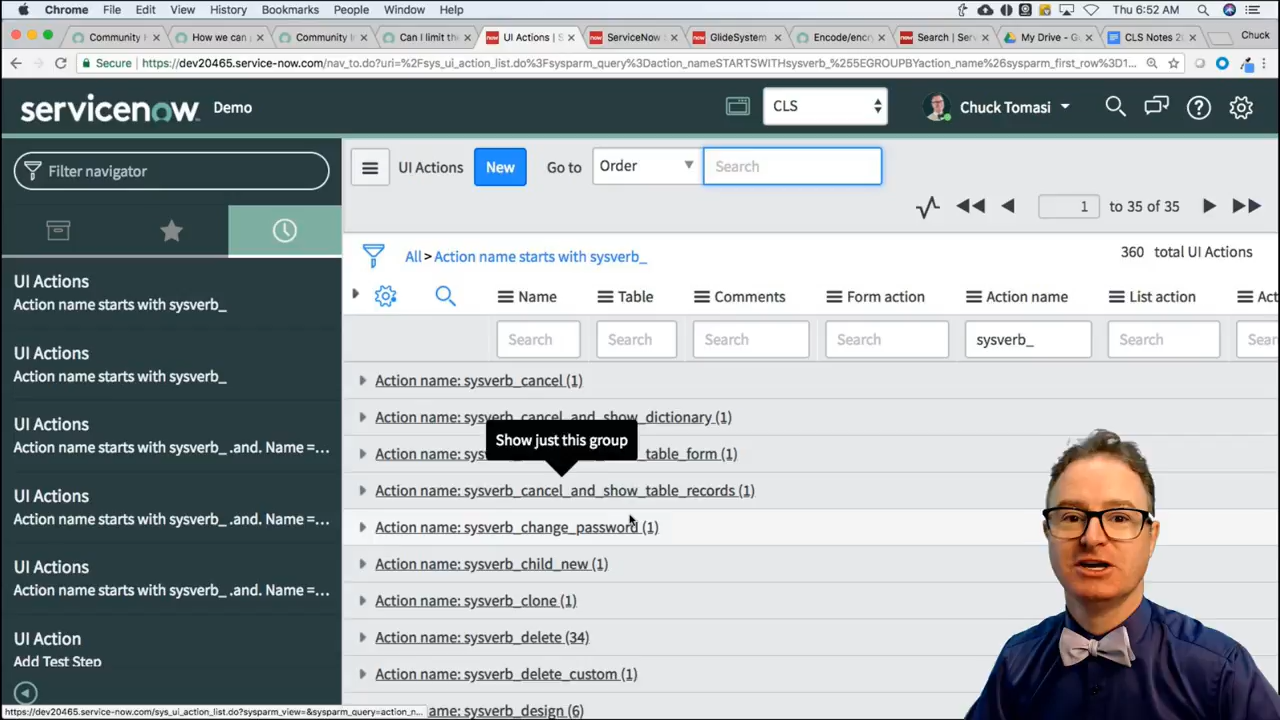 Chrome File Edit View History Bookmarks People Window Help Thu 6:52 AM
Community H
How we can
Community I
Can I limit the
UI Actions | S
ServiceNow
GlideSystem
Encode/encry
Search | Serv
My Drive - G
CLS Notes 20
Chuck
Secure https://dev20465.service-now.com/nav_to.do?uri=%2Fsys_ui_action_list.do%3Fsysparm_query%3Daction_nameSTARTSWITHsysverb_%255EGROUPBYaction_name%26sysparm_first_row%3D1...
servicenow Demo
CLS
Chuck Tomasi
Filter navigator
UI Actions
Action name starts with sysverb_
UI Actions
Action name starts with sysverb_
UI Actions
Action name starts with sysverb_ .and. Name =...
UI Actions
Action name starts with sysverb_ .and. Name =...
UI Actions
Action name starts with sysverb_ .and. Name =...
UI Action
Add Test Step
UI Actions New Go to Order Search
1 to 35 of 35
All > Action name starts with sysverb_
360 total UI Actions
Name Table Comments Form action Action name List action Act
Search Search Search Search sysverb_ Search Sear
Action name: sysverb_cancel (1)
Action name: sysverb_cancel_and_show_dictionary (1)
Show just this group
Action name: sys table_form (1)
Action name: sysverb_cancel_and_show_table_records (1)
Action name: sysverb_change_password (1)
Action name: sysverb_child_new (1)
Action name: sysverb_clone (1)
Action name: sysverb_delete (34)
Action name: sysverb_delete_custom (1)
sysverb_design (6)
https://dev20465.service-now.com/sys_ui_action_list.do?sysparm_view=&sysparm_query=action_n...